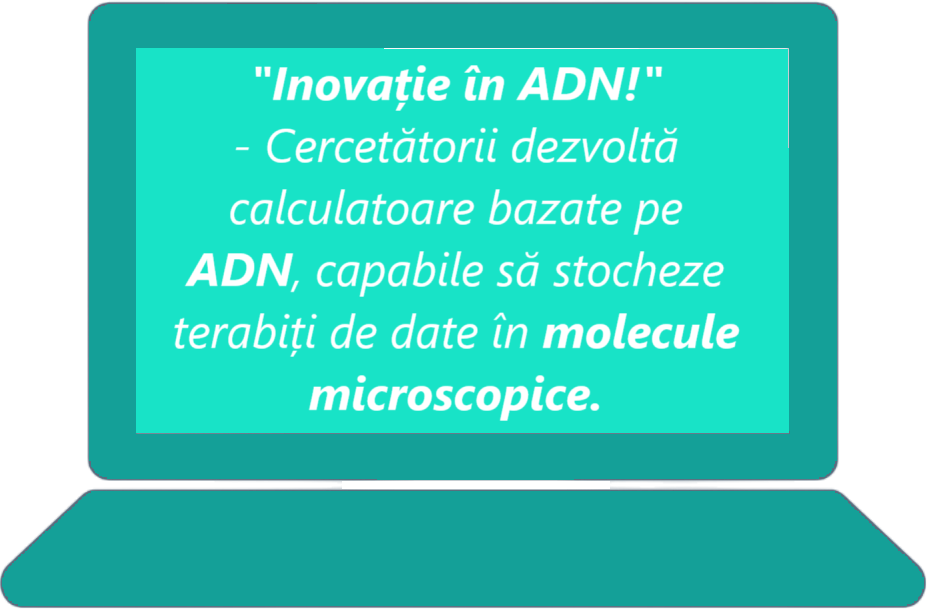 "Inovație în ADN!"
- Cercetătorii dezvoltă
calculatoare bazate pe
ADN, capabile să stocheze
terabiți de date în molecule
microscopice.